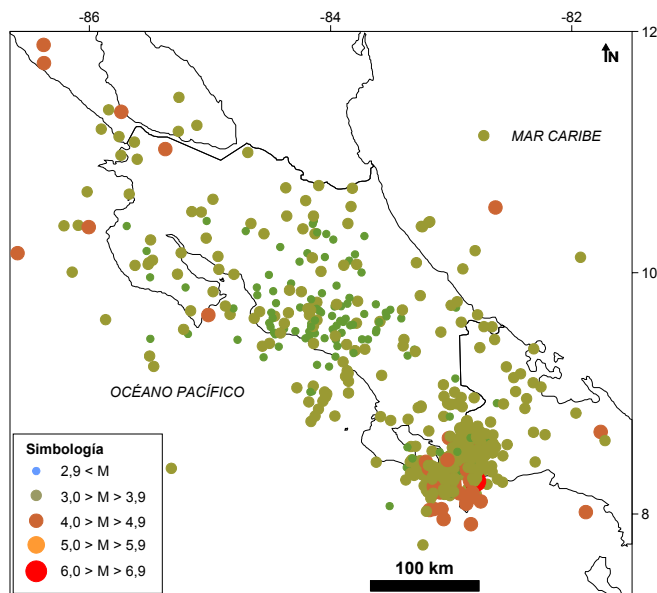 -86 -84 -82
12
N
MAR CARIBE
10
OCÉANO PACÍFICO
Simbología
2,9 < M
3,0 > M > 3,9
4,0 > M > 4,9
5,0 > M > 5,9
6,0 > M > 6,9
8
100 km